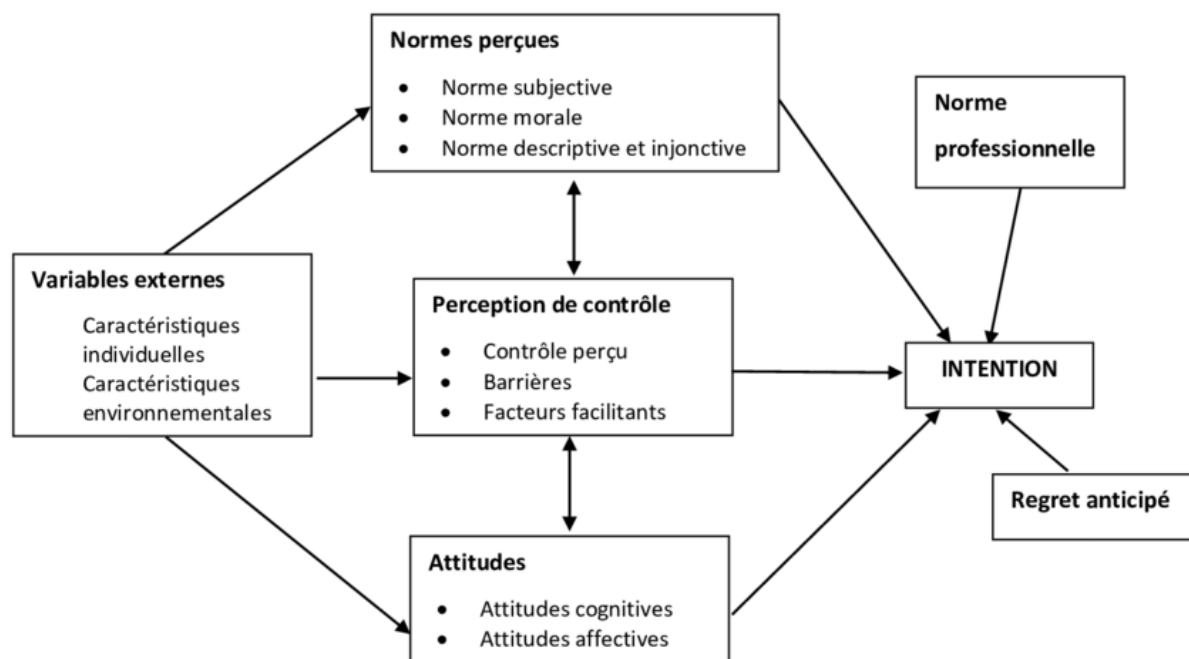 Normes perçues
• Norme subjective
• Norme morale
• Norme descriptive et injonctive
Norme
professionnelle
Variables externes
Caractéristiques
individuelles
Caractéristiques
environnementales
Perception de contrôle
• Contrôle perçu
• Barrières
• Facteurs facilitants
INTENTION
Regret anticipé
Attitudes
• Attitudes cognitives
• Attitudes affectives